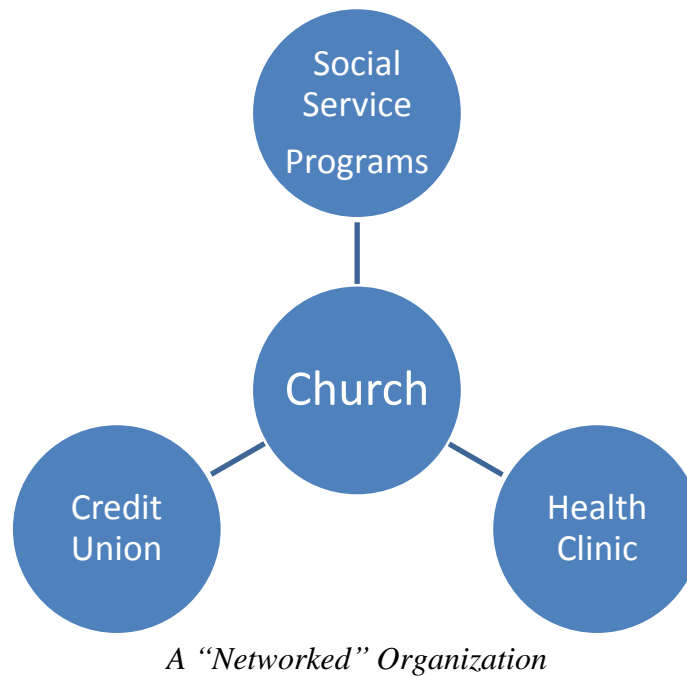 Social
Service
Programs
Church
Credit
Union
Health
Clinic
A “Networked” Organization